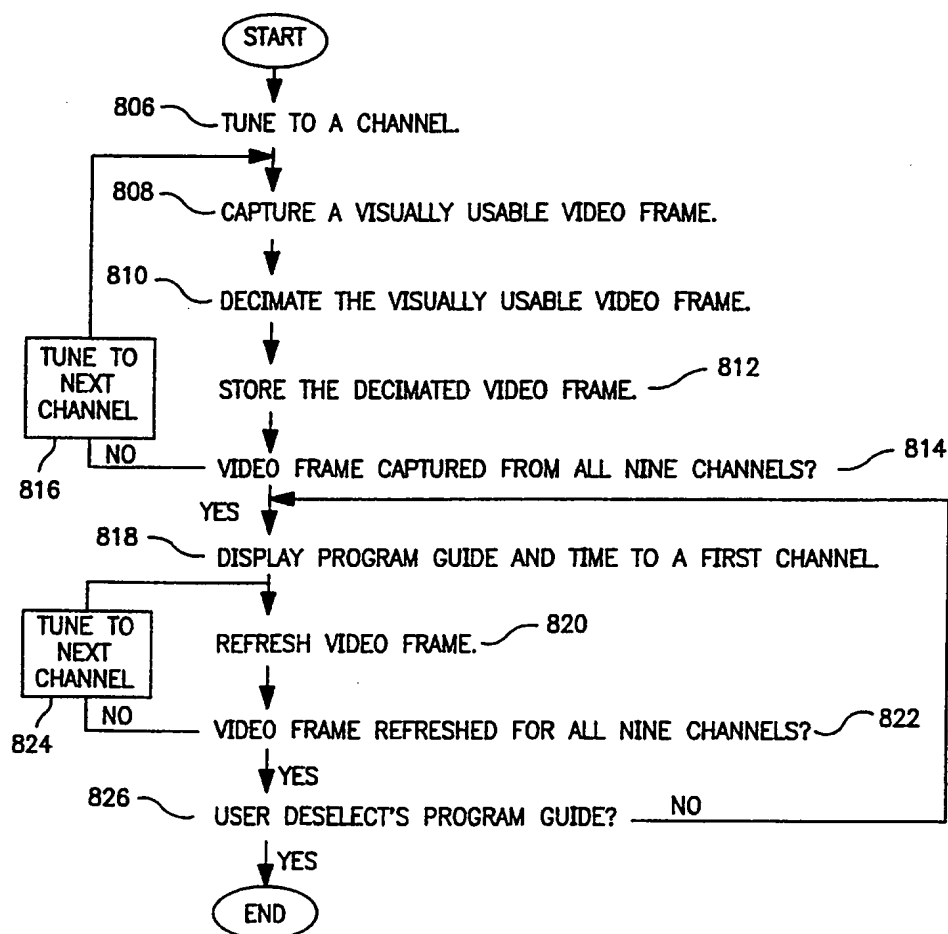 START
806
TUNE TO A CHANNEL.
808
CAPTURE A VISUALLY USABLE VIDEO FRAME.
810
DECIMATE THE VISUALLY USABLE VIDEO FRAME.
TUNE TO
NEXT
CHANNEL
812
STORE THE DECIMATED VIDEO FRAME.
NO
816
VIDEO FRAME CAPTURED FROM ALL NINE CHANNELS?
814
YES
818
DISPLAY PROGRAM GUIDE AND TIME TO A FIRST CHANNEL
TUNE TO
NEXT
CHANNEL
820
REFRESH VIDEO FRAME.
NO
824
VIDEO FRAME REFRESHED FOR ALL NINE CHANNELS?
822
YES
826
USER DESELECT'S PROGRAM GUIDE?
NO
YES
END